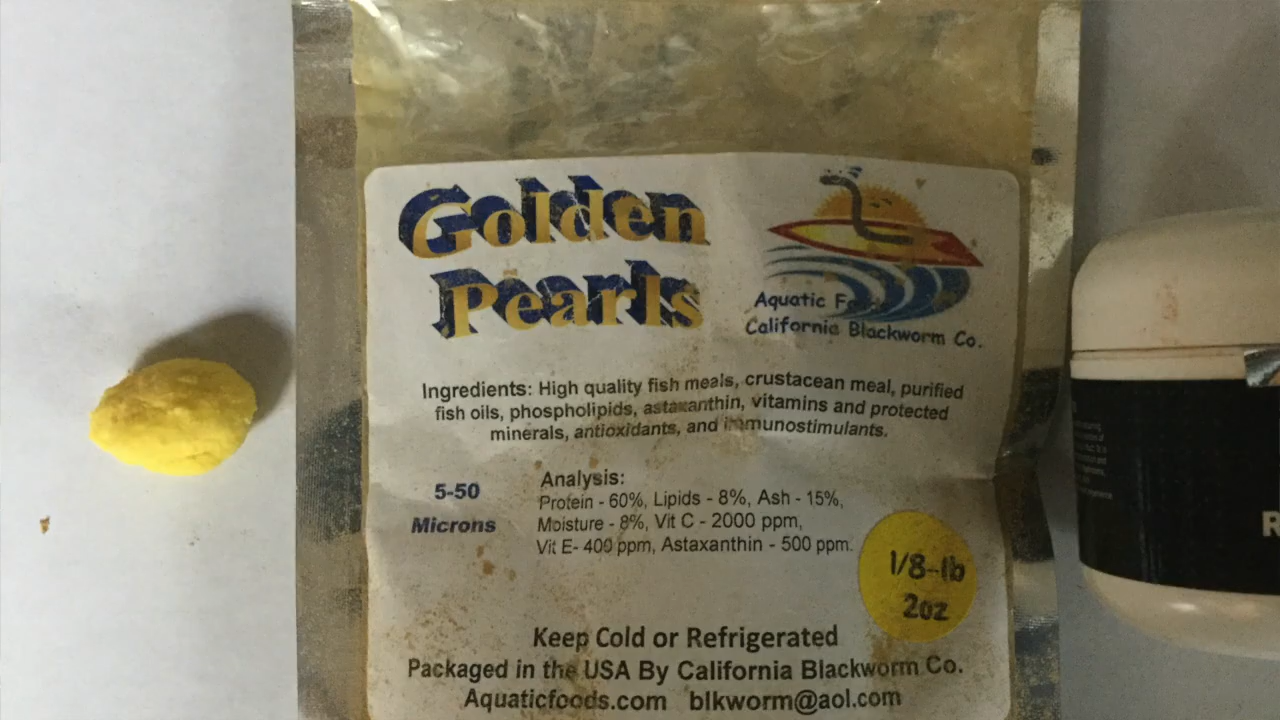 Golden
Pearls
Aquatic
California Blackworm Co.
Ingredients: High quality fish meals, crustacean meal, purified
fish oils, phospholipids, astaxanthin, vitamins and protected
minerals, antioxidants, and immunostimulants.
5-50
Microns
Analysis:
Protein - 60%, Lipids - 8%, Ash - 15%,
Moisture - 8%, Vit C - 2000 ppm,
Vit E- 400 ppm, Astaxanthin - 500 ppm.
1/8-lb
2oz
Keep Cold or Refrigerated
Packaged in the USA By California Blackworm Co.
Aquaticfoods.com blkworm@aol.com
R